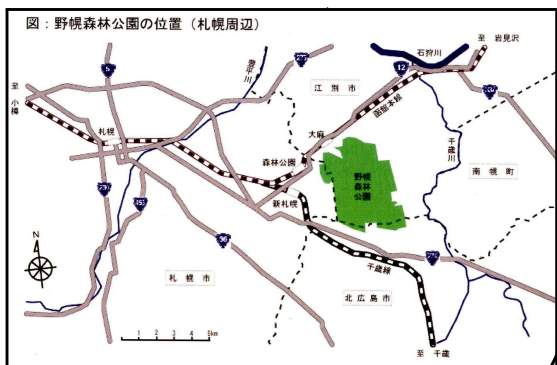 図：野幌森林公園の位置（札幌周辺）
至
岩見沢
石狩川
5
275
豊平川
12
江別市
函館本線
337
至
小樽
札幌
大麻
千歳川
森林公園
野幌
森林
公園
南幌町
新札幌
230
453
36
274
N
札幌市
千歳線
北広島市
1 2 3 4 5km
至 千歳